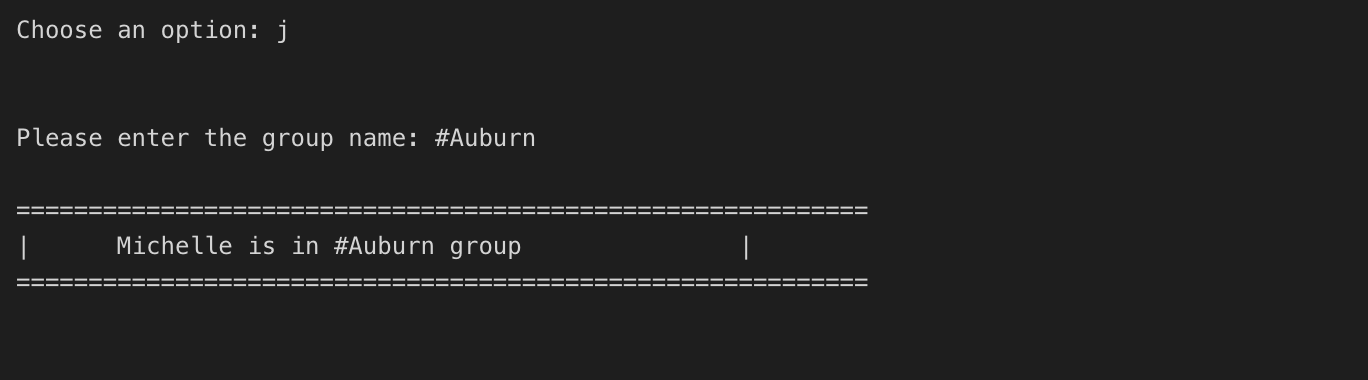 Choose an option: j
Please enter the group name: #Auburn
===========================================================
|      Michelle is in #Auburn group               |
===========================================================